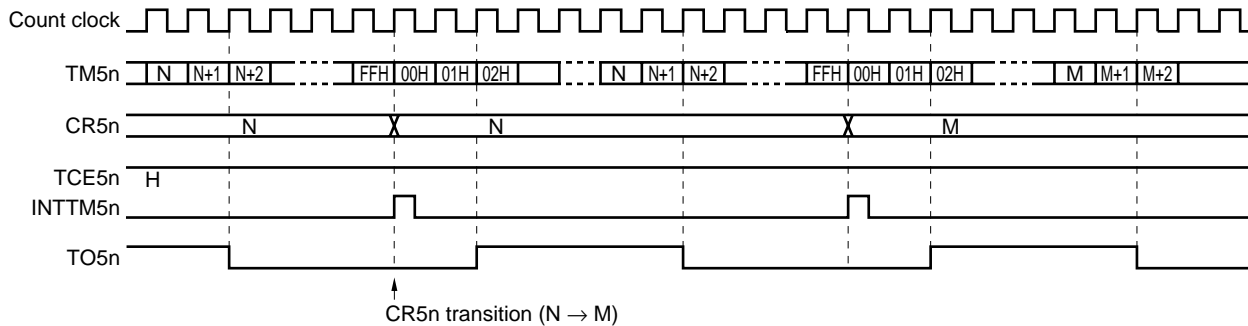 Count clock
TM5n N N+1 N+2 FFH 00H 01H 02H N N+1 N+2 FFH 00H 01H 02H M M+1 M+2
CR5n N N M
TCE5n H
INTTM5n
TO5n
CR5n transition (N → M)